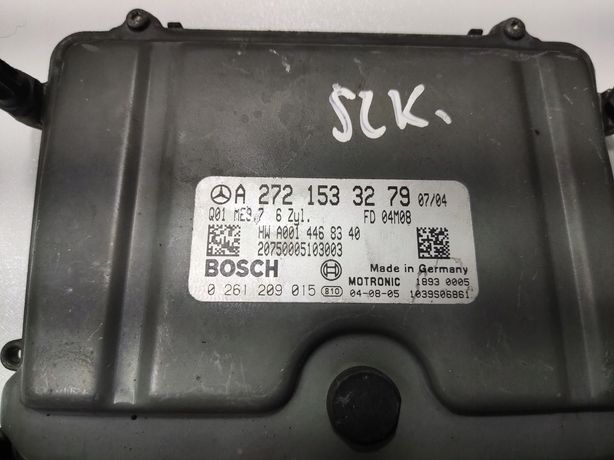 SLK.
A 272 153 32 79 07/04
Q01 ME9.7 6 Zyl. FD 04M08
HW A001 446 83 40
20750005103003
BOSCH Made in Germany
MOTRONIC 1893 0005
0 261 209 015 810 04-08-05 1039S06861